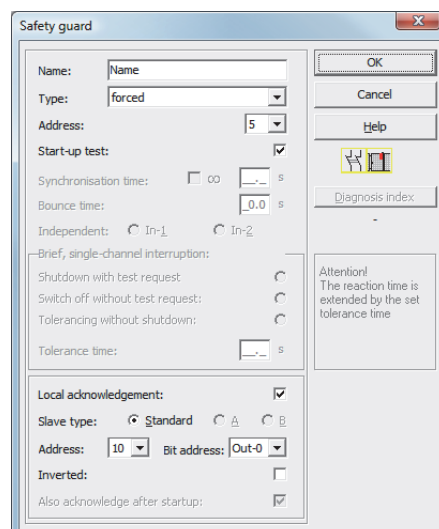 Safety guard
Name: Name
Type: forced
Address: 5
Start-up test:
Synchronisation time: ∞ __._ s
Bounce time: _0.0 s
Independent: In-1 In-2
Brief, single-channel interruption:
Shutdown with test request
Switch off without test request:
Tolerancing without shutdown:
Tolerance time: __._ s
Local acknowledgement:
Slave type: Standard A B
Address: 10 Bit address: Out-0
Inverted:
Also acknowledge after startup:
OK
Cancel
Help
Diagnosis index
-
Attention!
The reaction time is
extended by the set
tolerance time